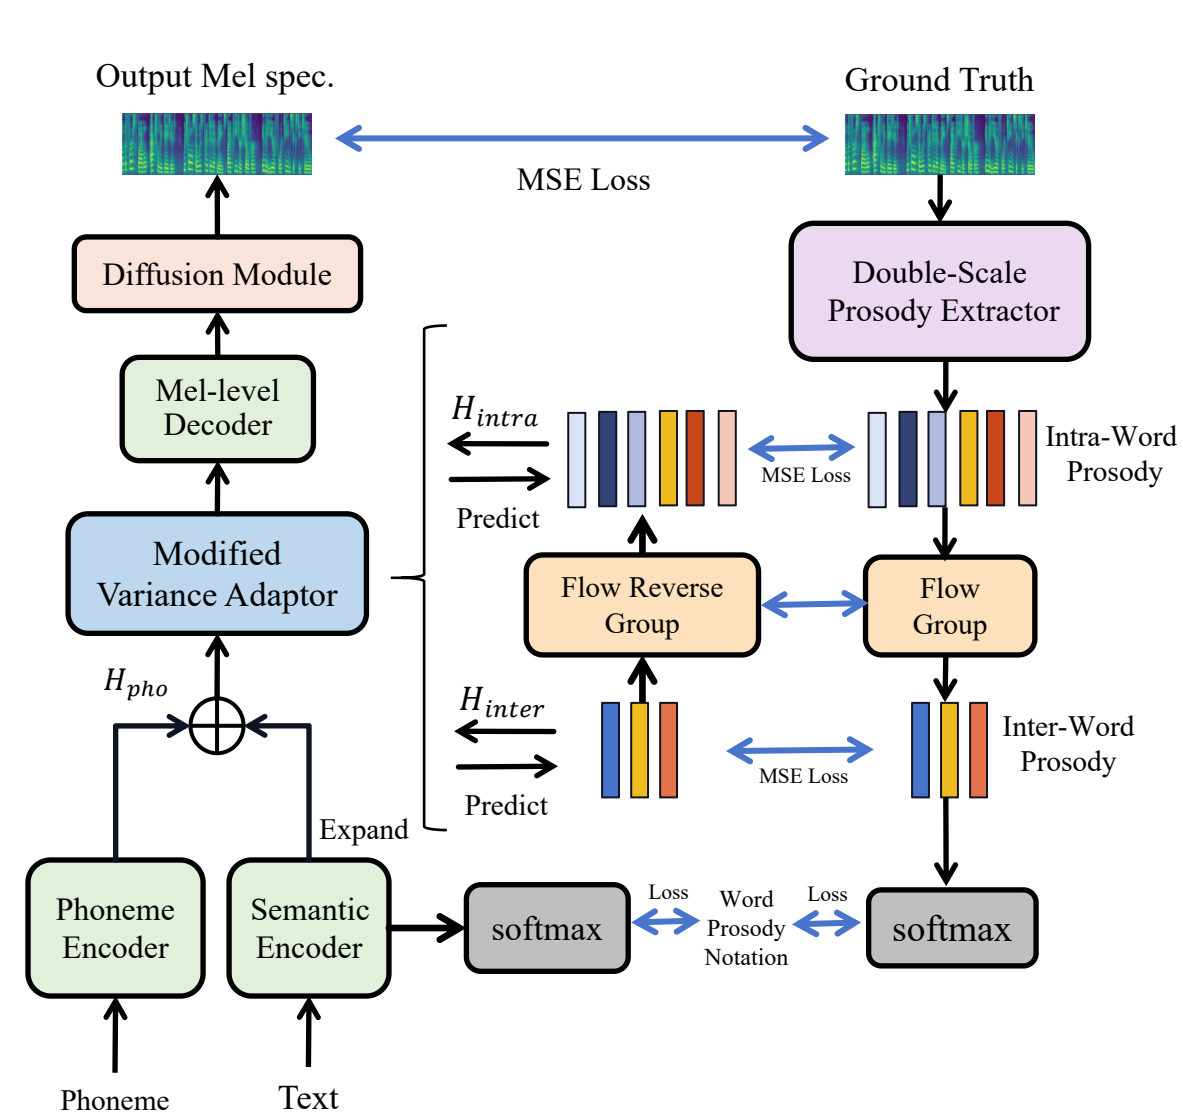 Output Mel spec.
Ground Truth
MSE Loss
Diffusion Module
Double-Scale
Prosody Extractor
Mel-level
Decoder
H_intra
Predict
MSE Loss
Intra-Word
Prosody
Modified
Variance Adaptor
Flow Reverse
Group
Flow
Group
H_pho
H_inter
Predict
MSE Loss
Inter-Word
Prosody
Expand
Phoneme
Encoder
Semantic
Encoder
softmax
Loss
Word
Prosody
Notation
Loss
softmax
Phoneme
Text